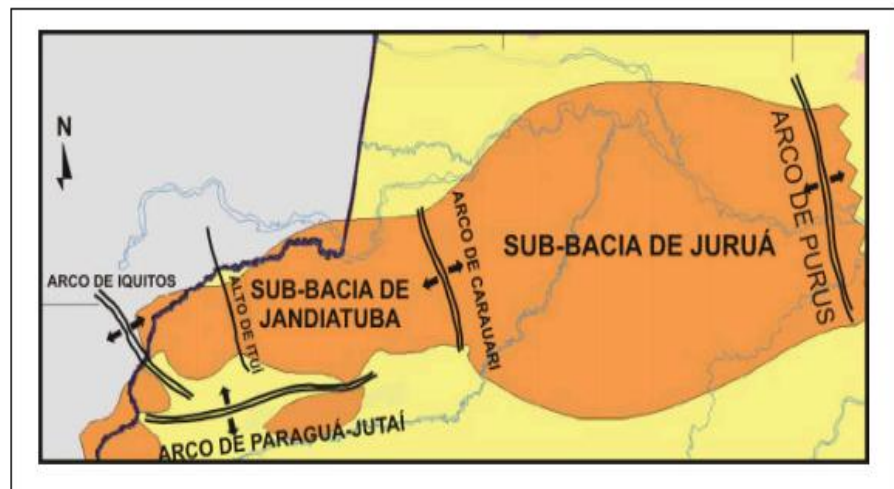 N
ARCO DE IQUITOS
ALTO DE ITUÍ
SUB-BACIA DE
JANDIATUBA
ARCO DE CARAUARI
SUB-BACIA DE JURUÁ
ARCO DE PURUS
ARCO DE PARAGUÁ-JUTAÍ